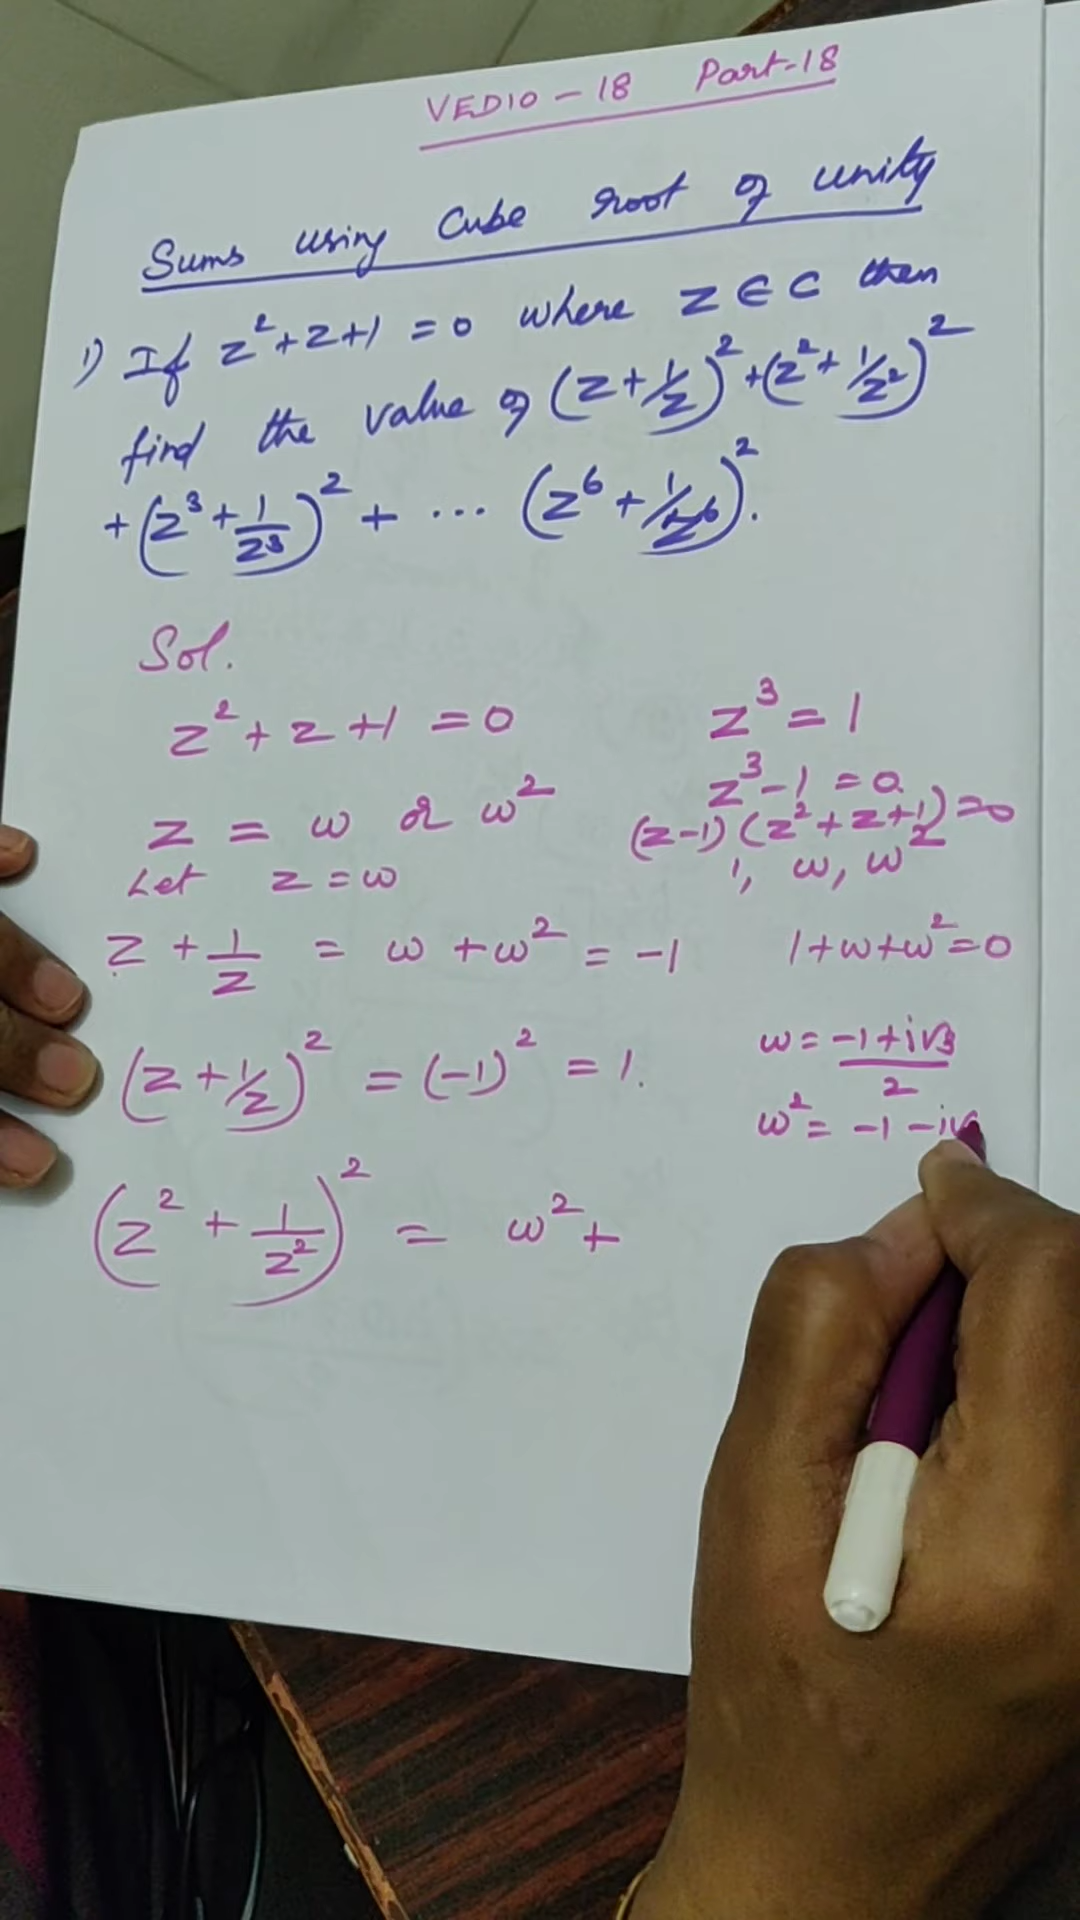 VEDIO - 18 Part-18
Sums using Cube root of unity
1) If z²+z+1 = 0 where z ∈ C then
find the value of (z+1/z)²+(z²+1/z²)²
+(z³+1/z³)² + ... (z⁶+1/z⁶)².
Sol.
z²+z+1 = 0
z = ω or ω²
Let z = ω
z + 1/z = ω + ω² = -1
(z+1/z)² = (-1)² = 1.
(z² + 1/z²)² = ω² +
z³ = 1
z³-1 = 0
(z-1)(z²+z+1) = 0
1, ω, ω²
1+ω+ω² = 0
ω = -1+i√3/2
ω² = -1-i√